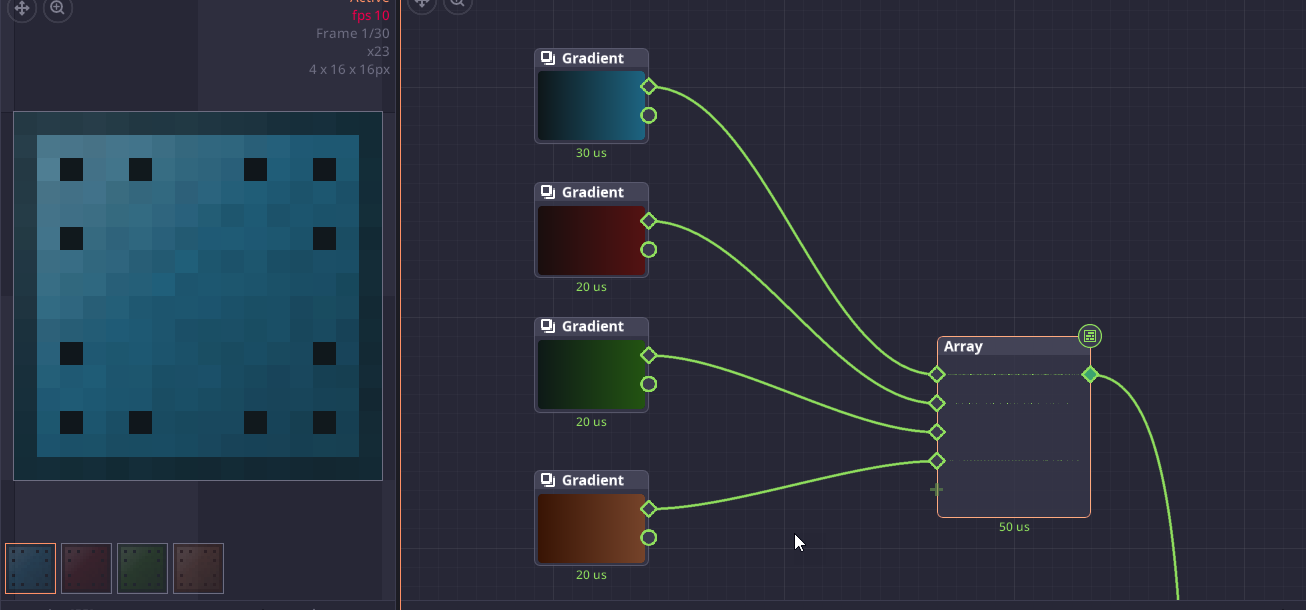 Active
fps 10
Frame 1/30
x23
4 x 16 x 16px
Gradient
30 us
Gradient
20 us
Gradient
20 us
Gradient
20 us
Array
50 us